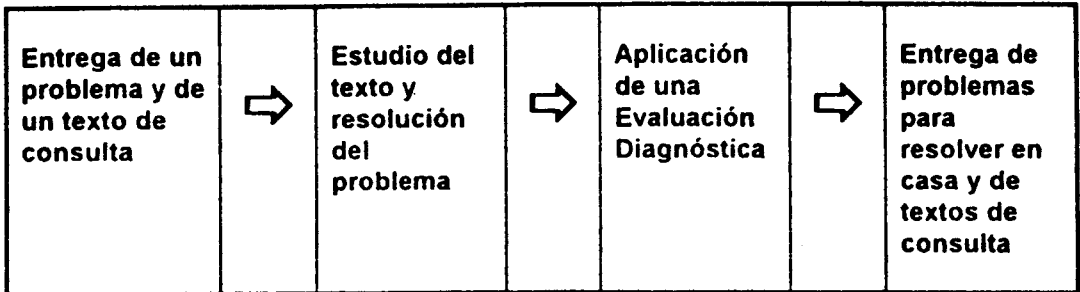 Entrega de un
problema y de
un texto de
consulta
Estudio del
texto y
resolución
del
problema
Aplicación
de una
Evaluación
Diagnóstica
Entrega de
problemas
para
resolver en
casa y de
textos de
consulta